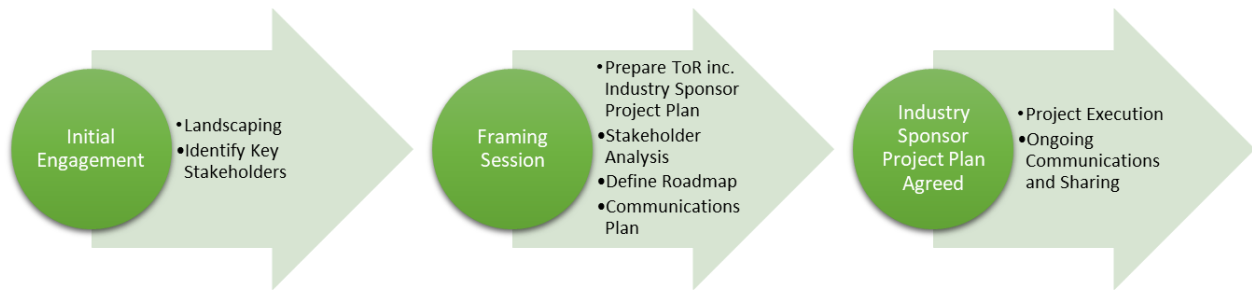 Initial
Engagement
•Landscaping
•Identify Key
Stakeholders
Framing
Session
•Prepare ToR inc.
Industry Sponsor
Project Plan
•Stakeholder
Analysis
•Define Roadmap
•Communications
Plan
Industry
Sponsor
Project Plan
Agreed
•Project Execution
•Ongoing
Communications
and Sharing